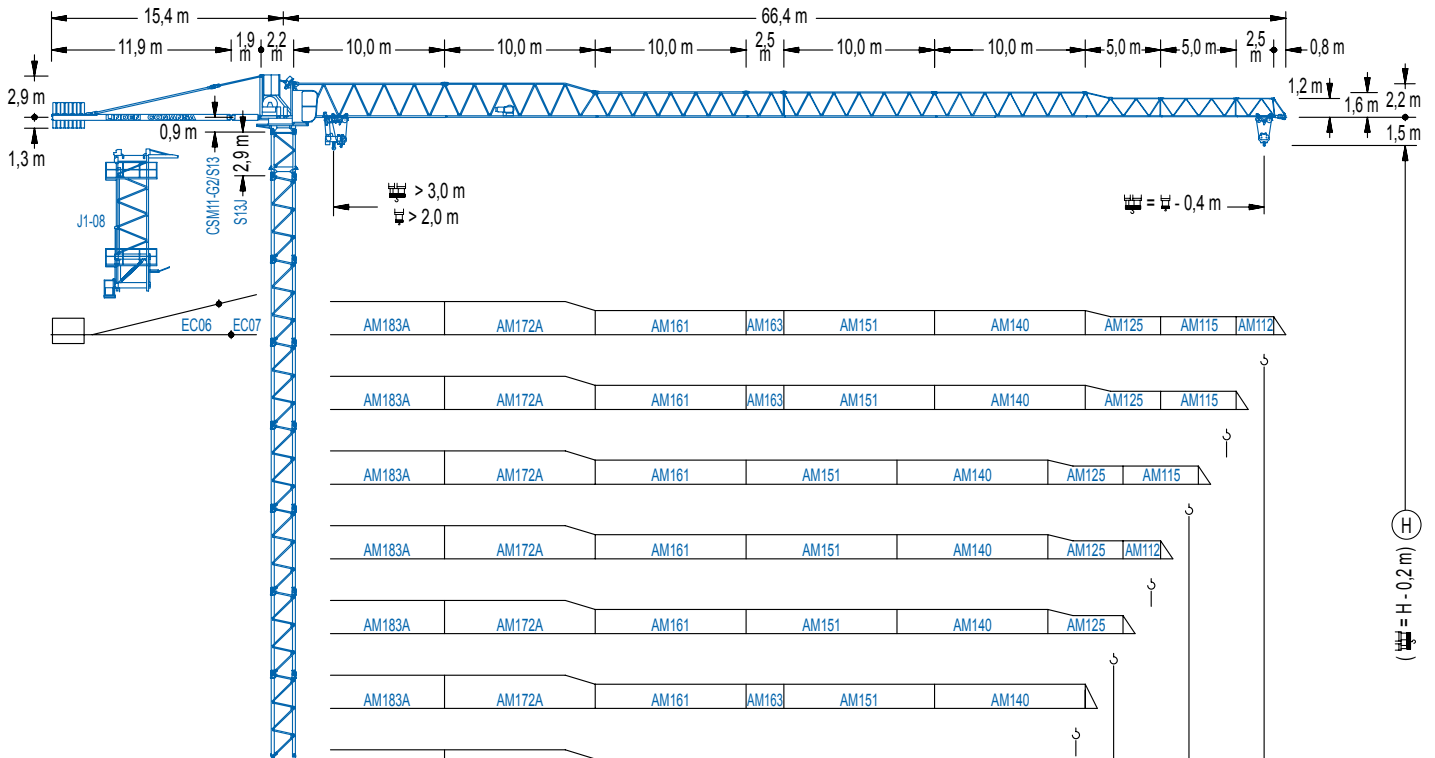 15,4 m
66,4 m
11,9 m
1,9 m
2,2 m
10,0 m
10,0 m
10,0 m
2,5 m
10,0 m
10,0 m
5,0 m
5,0 m
2,5 m
0,8 m
2,9 m
1,3 m
LINDEN COMANSA
0,9 m
2,9 m
1,2 m
1,6 m
2,2 m
1,5 m
J1-08
CSM11-G2/S13
S13J
> 3,0 m
> 2,0 m
= - 0,4 m
EC06 EC07
AM183A AM172A AM161 AM163 AM151 AM140 AM125 AM115 AM112
AM183A AM172A AM161 AM163 AM151 AM140 AM125 AM115
AM183A AM172A AM161 AM151 AM140 AM125 AM115
AM183A AM172A AM161 AM151 AM140 AM125 AM112
AM183A AM172A AM161 AM151 AM140 AM125
AM183A AM172A AM161 AM163 AM151 AM140
H
( = H - 0,2 m)